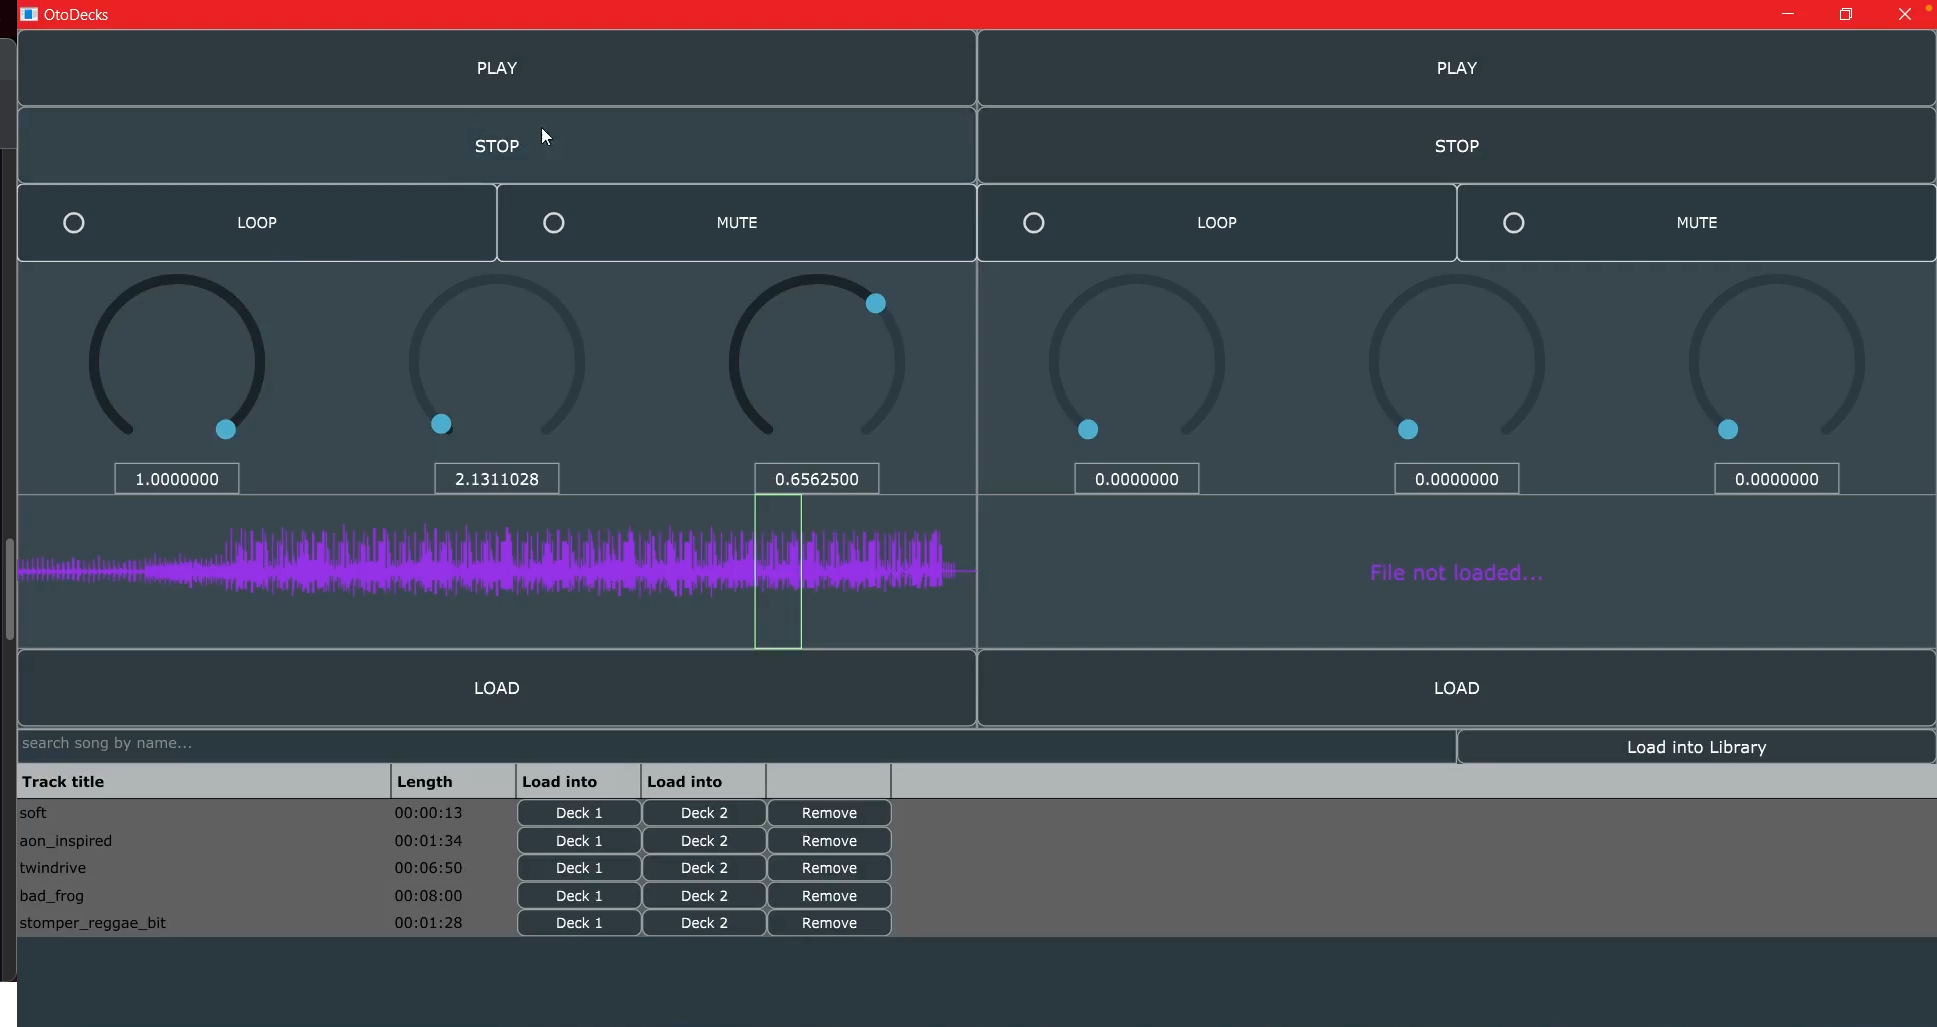 OtoDecks
PLAY
PLAY
STOP
STOP
LOOP
MUTE
LOOP
MUTE
1.0000000
2.1311028
0.6562500
0.0000000
0.0000000
0.0000000
File not loaded...
LOAD
LOAD
search song by name...
Load into Library
Track title Length Load into Load into
soft 00:00:13 Deck 1 Deck 2 Remove
aon_inspired 00:01:34 Deck 1 Deck 2 Remove
twindrive 00:06:50 Deck 1 Deck 2 Remove
bad_frog 00:08:00 Deck 1 Deck 2 Remove
stomper_reggae_bit 00:01:28 Deck 1 Deck 2 Remove